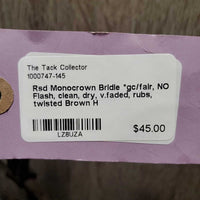 The Tack Collector
1000747-145
Rsd Monocrown Bridle *gc/fair, NO
Flash, clean, dry, v.faded, rubs,
twisted Brown H
LZ8UZA
$45.00